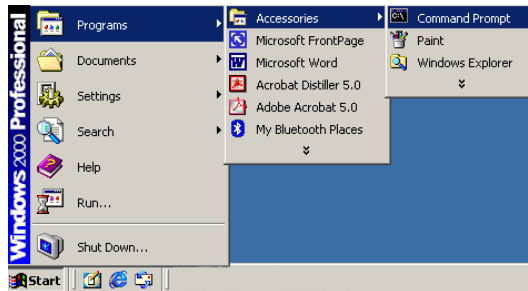 Windows 2000 Professional
Programs
Documents
Settings
Search
Help
Run...
Shut Down...
Accessories
Microsoft FrontPage
Microsoft Word
Acrobat Distiller 5.0
Adobe Acrobat 5.0
My Bluetooth Places
Command Prompt
Paint
Windows Explorer
Start